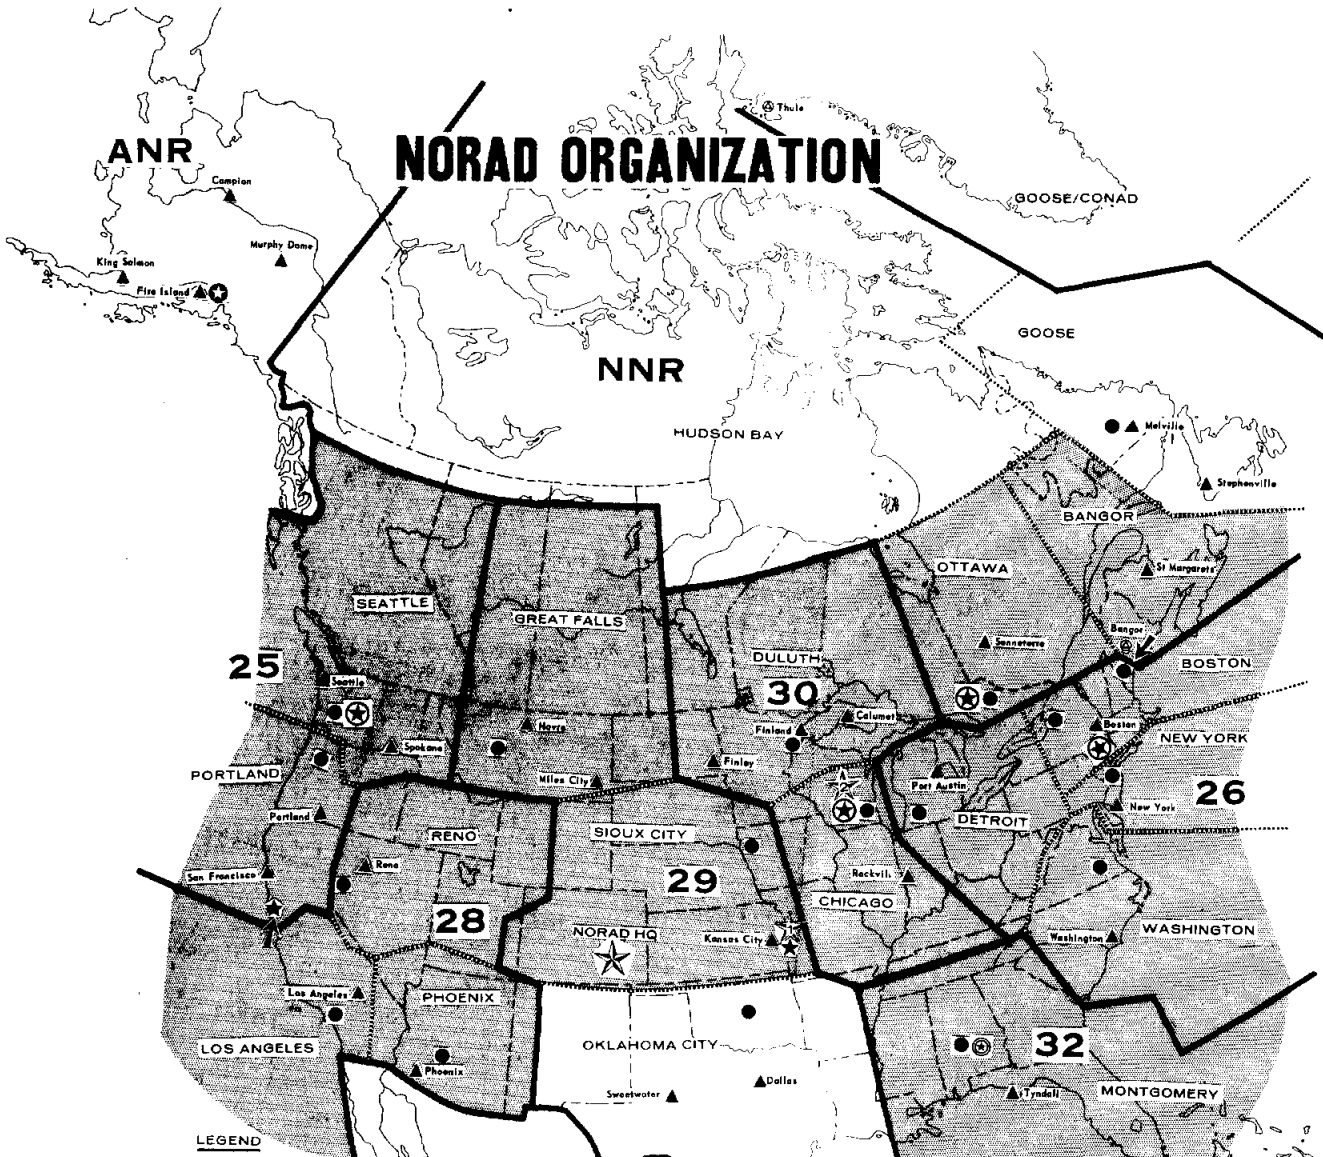 Thule
ANR
NORAD ORGANIZATION
Campion
GOOSE/CONAD
Murphy Dome
King Salmon
Fire Island
GOOSE
NNR
HUDSON BAY
Melville
Stephenville
BANGOR
OTTAWA
St Margarets
SEATTLE
GREAT FALLS
Bangor
Senneterre
DULUTH
BOSTON
25
Seattle
30
Calumet
Havre
Finland
Boston
NEW YORK
Spokane
Finley
PORTLAND
Miles City
Port Austin
26
New York
Portland
RENO
SIOUX CITY
DETROIT
Reno
San Francisco
29
Rockvill
CHICAGO
28
NORAD HQ
Kansas City
Washington
WASHINGTON
Los Angeles
PHOENIX
LOS ANGELES
OKLAHOMA CITY
32
Phoenix
Dallas
Sweetwater
Tyndall
MONTGOMERY
LEGEND